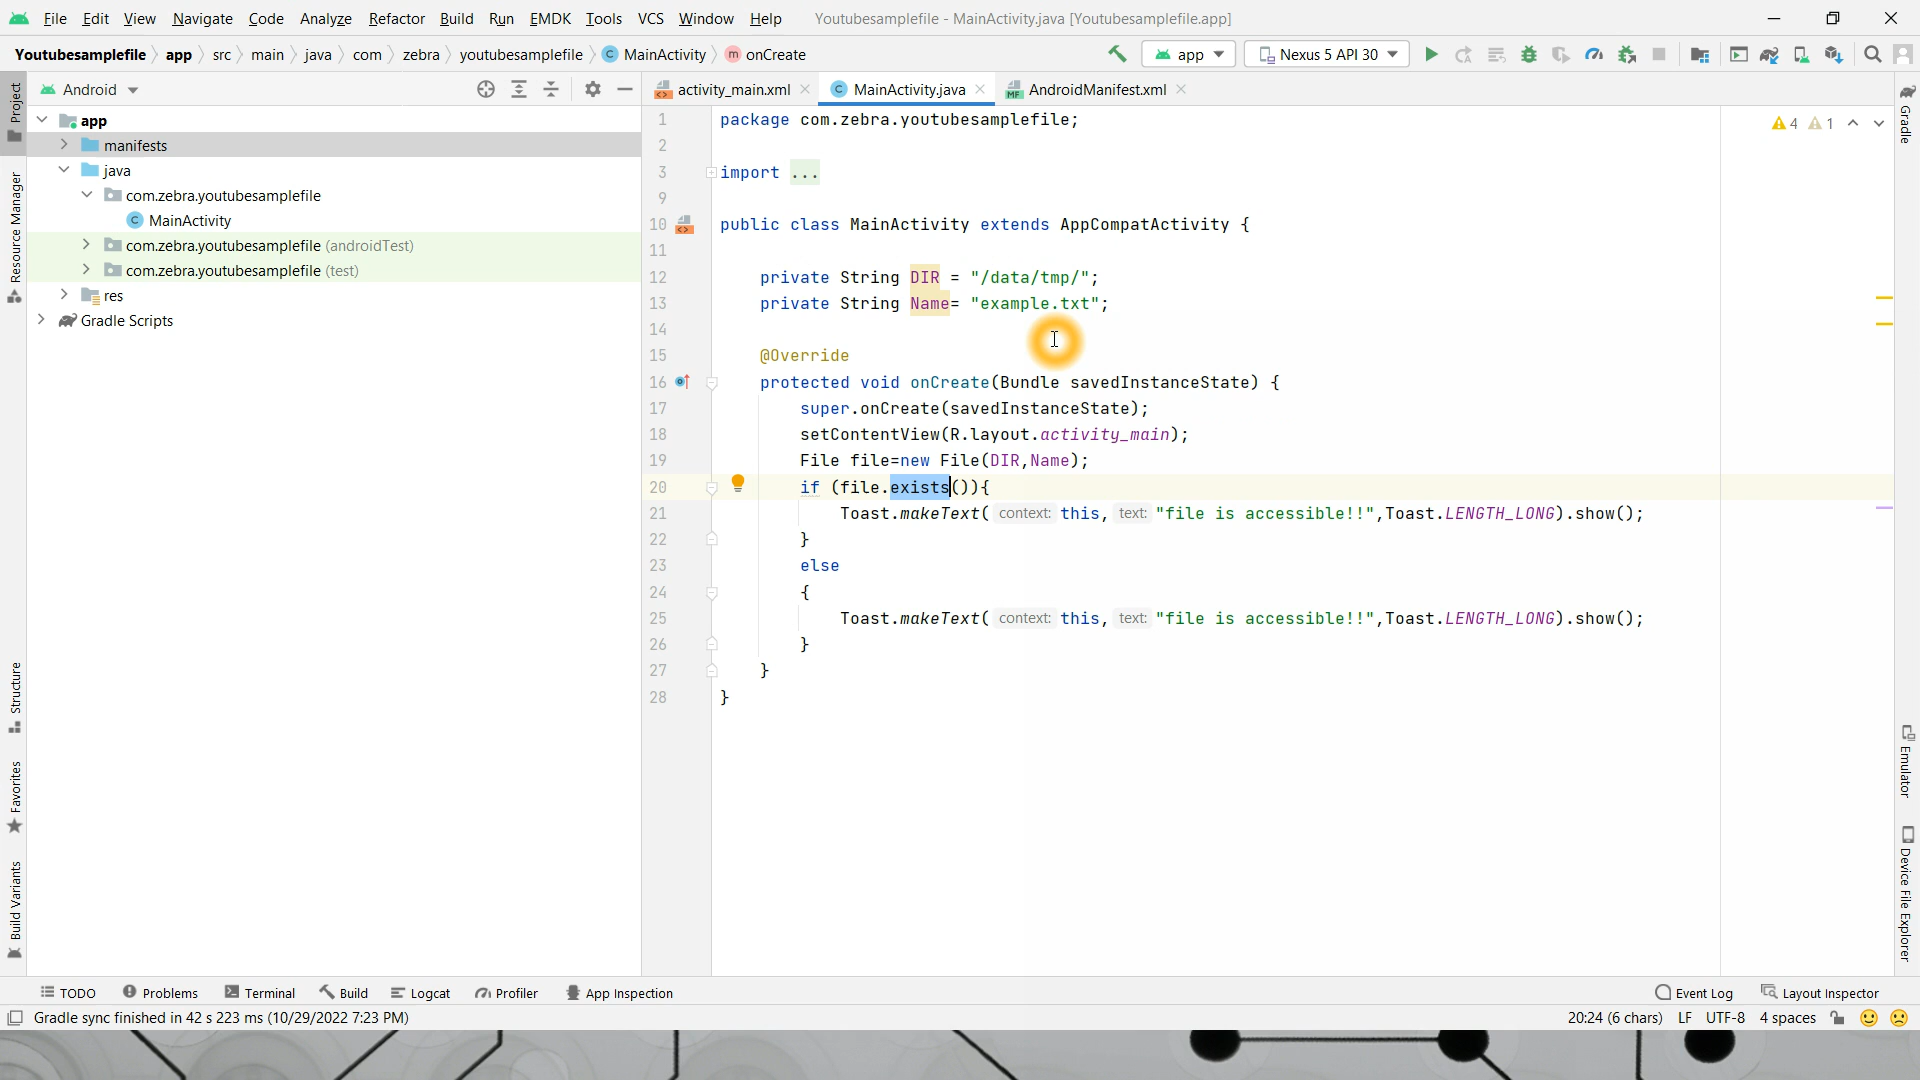 File Edit View Navigate Code Analyze Refactor Build Run EMDK Tools VCS Window Help Youtubesamplefile - MainActivity.java [Youtubesamplefile.app]
Youtubesamplefile app src main java com zebra youtubesamplefile C MainActivity m onCreate app Nexus 5 API 30
Project
Resource Manager
Structure
Favorites
Build Variants
Android
app
manifests
java
com.zebra.youtubesamplefile
C MainActivity
com.zebra.youtubesamplefile (androidTest)
com.zebra.youtubesamplefile (test)
res
Gradle Scripts
activity_main.xml C MainActivity.java MF AndroidManifest.xml
4 1
1 package com.zebra.youtubesamplefile;
2
3 import ...
9
10 public class MainActivity extends AppCompatActivity {
11
12 private String DIR = "/data/tmp/";
13 private String Name= "example.txt";
14
15 @Override
16 protected void onCreate(Bundle savedInstanceState) {
17 super.onCreate(savedInstanceState);
18 setContentView(R.layout.activity_main);
19 File file=new File(DIR,Name);
20 if (file.exists()){
21 Toast.makeText( context: this, text: "file is accessible!!",Toast.LENGTH_LONG).show();
22 }
23 else
24 {
25 Toast.makeText( context: this, text: "file is accessible!!",Toast.LENGTH_LONG).show();
26 }
27 }
28 }
Gradle
Emulator
Device File Explorer
TODO Problems Terminal Build Logcat Profiler App Inspection Event Log Layout Inspector
Gradle sync finished in 42 s 223 ms (10/29/2022 7:23 PM) 20:24 (6 chars) LF UTF-8 4 spaces